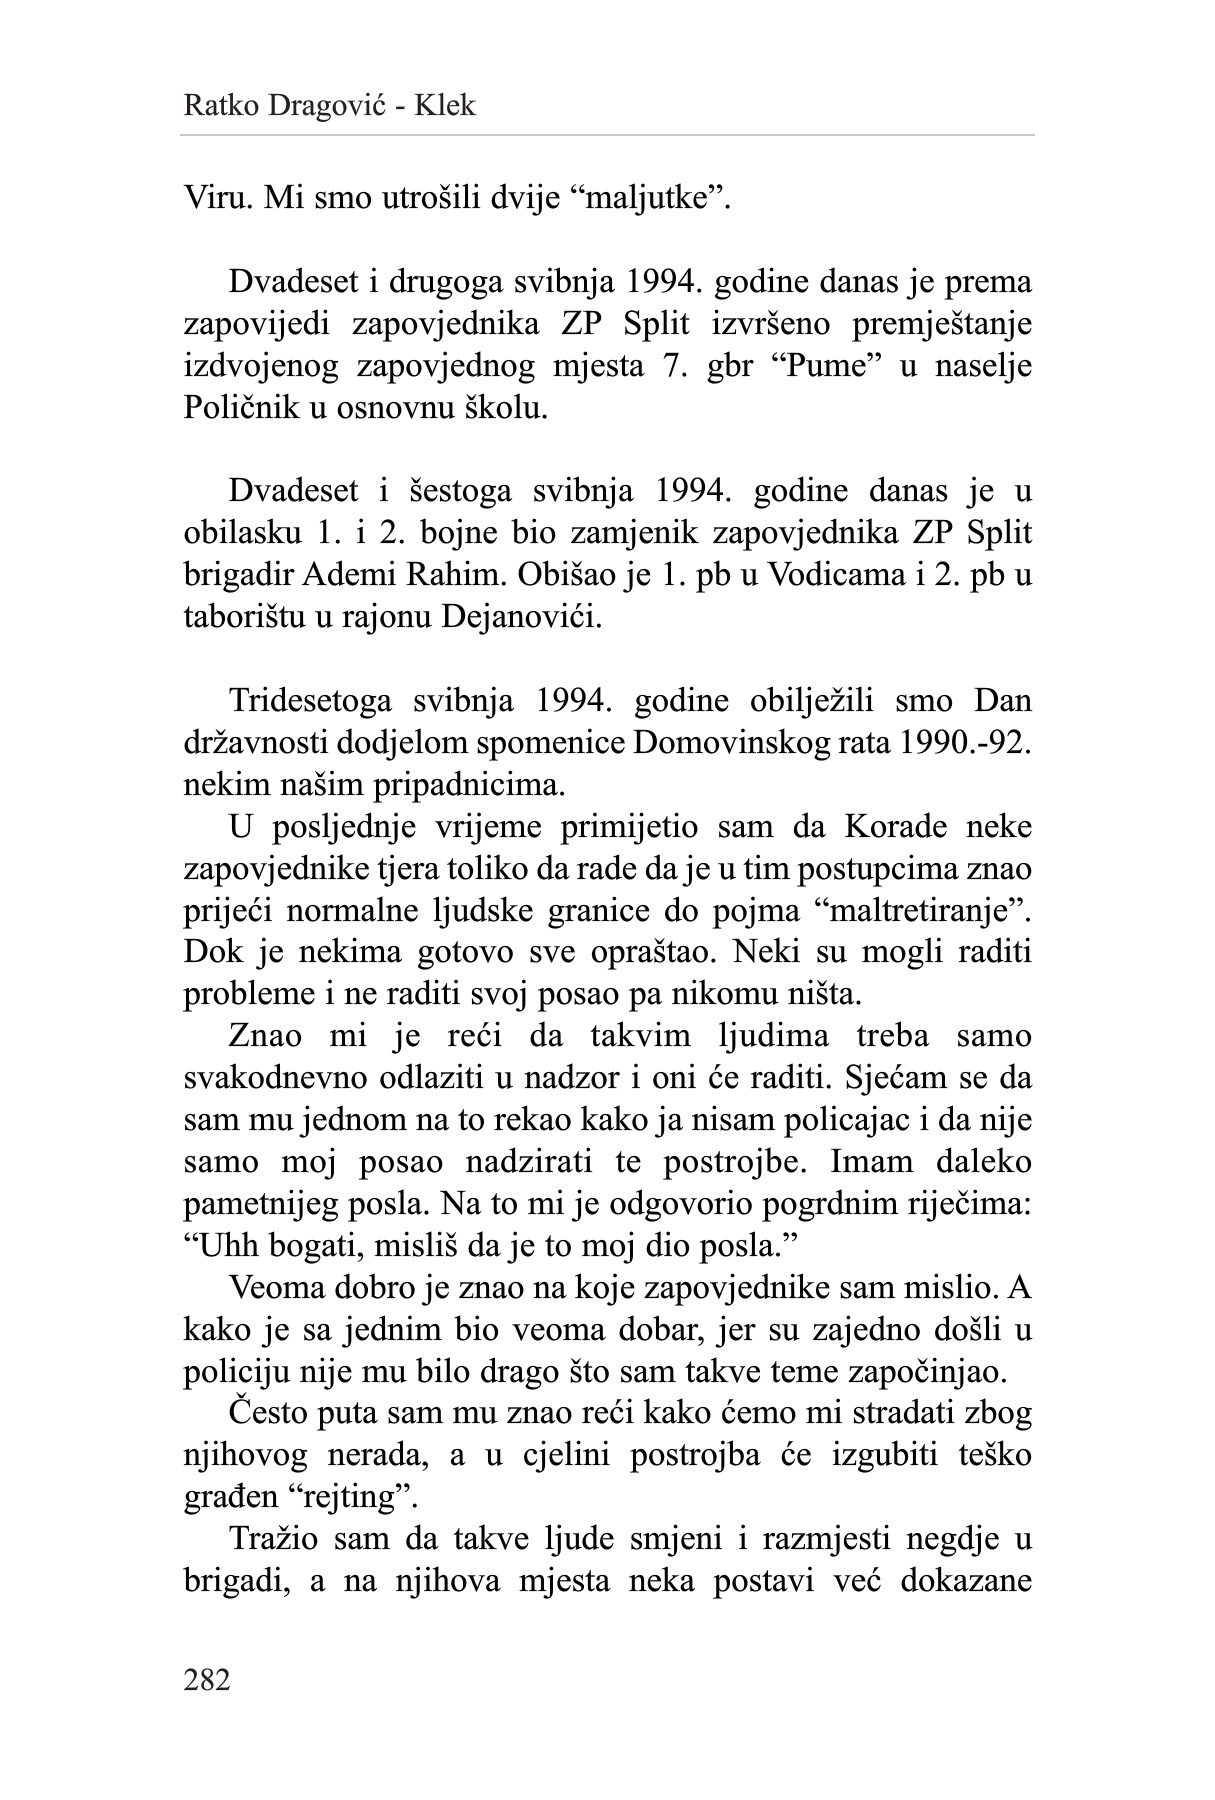 Ratko Dragović - Klek
Viru. Mi smo utrošili dvije “maljutke”.
Dvadeset i drugoga svibnja 1994. godine danas je prema
zapovijedi zapovjednika ZP Split izvršeno premještanje
izdvojenog zapovjednog mjesta 7. gbr “Pume” u naselje
Poličnik u osnovnu školu.
Dvadeset i šestoga svibnja 1994. godine danas je u
obilasku 1. i 2. bojne bio zamjenik zapovjednika ZP Split
brigadir Ademi Rahim. Obišao je 1. pb u Vodicama i 2. pb u
taborištu u rajonu Dejanovići.
Tridesetoga svibnja 1994. godine obilježili smo Dan
državnosti dodjelom spomenice Domovinskog rata 1990.-92.
nekim našim pripadnicima.
U posljednje vrijeme primijetio sam da Korade neke
zapovjednike tjera toliko da rade da je u tim postupcima znao
prijeći normalne ljudske granice do pojma “maltretiranje”.
Dok je nekima gotovo sve opraštao. Neki su mogli raditi
probleme i ne raditi svoj posao pa nikomu ništa.
Znao mi je reći da takvim ljudima treba samo
svakodnevno odlaziti u nadzor i oni će raditi. Sjećam se da
sam mu jednom na to rekao kako ja nisam policajac i da nije
samo moj posao nadzirati te postrojbe. Imam daleko
pametnijeg posla. Na to mi je odgovorio pogrdnim riječima:
“Uhh bogati, misliš da je to moj dio posla.”
Veoma dobro je znao na koje zapovjednike sam mislio. A
kako je sa jednim bio veoma dobar, jer su zajedno došli u
policiju nije mu bilo drago što sam takve teme započinjao.
Često puta sam mu znao reći kako ćemo mi stradati zbog
njihovog nerada, a u cjelini postrojba će izgubiti teško
građen “rejting”.
Tražio sam da takve ljude smjeni i razmjesti negdje u
brigadi, a na njihova mjesta neka postavi već dokazane
282